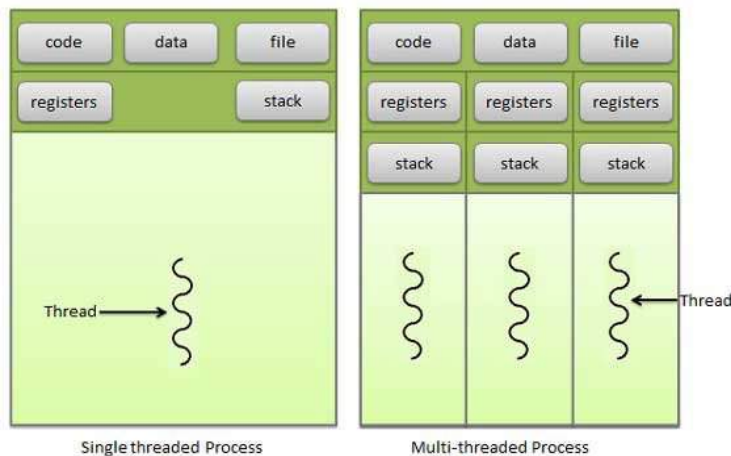 code data file
registers stack
Thread
Single threaded Process
code data file
registers registers registers
stack stack stack
Thread
Multi-threaded Process